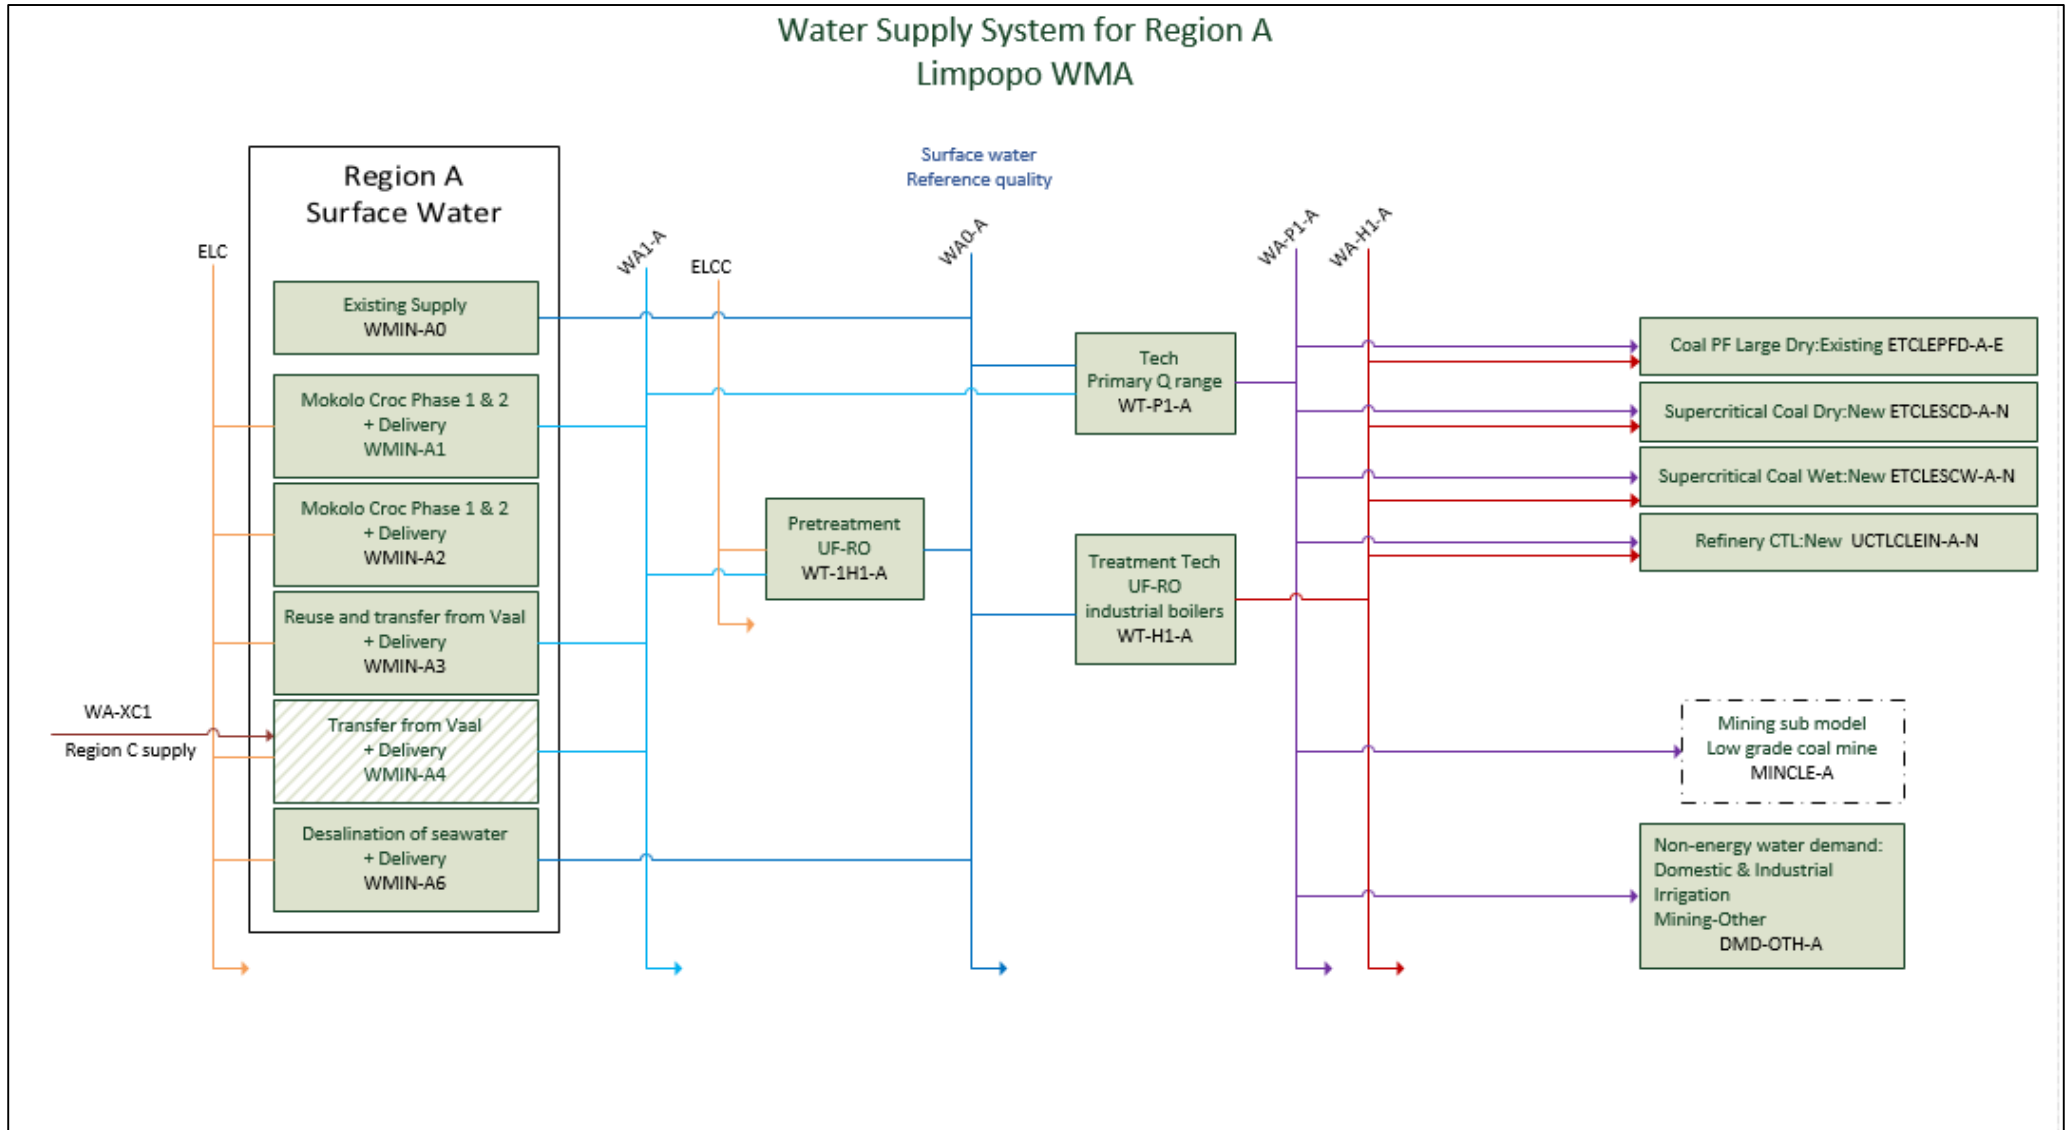 Water Supply System for Region A
Limpopo WMA
Surface water
Reference quality
Region A
Surface Water
ELC
WA1-A
ELCC
WA0-A
WA-P1-A
WA-H1-A
Existing Supply
WMIN-A0
Mokolo Croc Phase 1 & 2
+ Delivery
WMIN-A1
Mokolo Croc Phase 1 & 2
+ Delivery
WMIN-A2
Reuse and transfer from Vaal
+ Delivery
WMIN-A3
WA-XC1
Region C supply
Transfer from Vaal
+ Delivery
WMIN-A4
Desalination of seawater
+ Delivery
WMIN-A6
Pretreatment
UF-RO
WT-1H1-A
Tech
Primary Q range
WT-P1-A
Treatment Tech
UF-RO
industrial boilers
WT-H1-A
Coal PF Large Dry:Existing ETCLEPFD-A-E
Supercritical Coal Dry:New ETCLESCD-A-N
Supercritical Coal Wet:New ETCLESCW-A-N
Refinery CTL:New UCTLCLEIN-A-N
Mining sub model
Low grade coal mine
MINCLE-A
Non-energy water demand:
Domestic & Industrial
Irrigation
Mining-Other
DMD-OTH-A